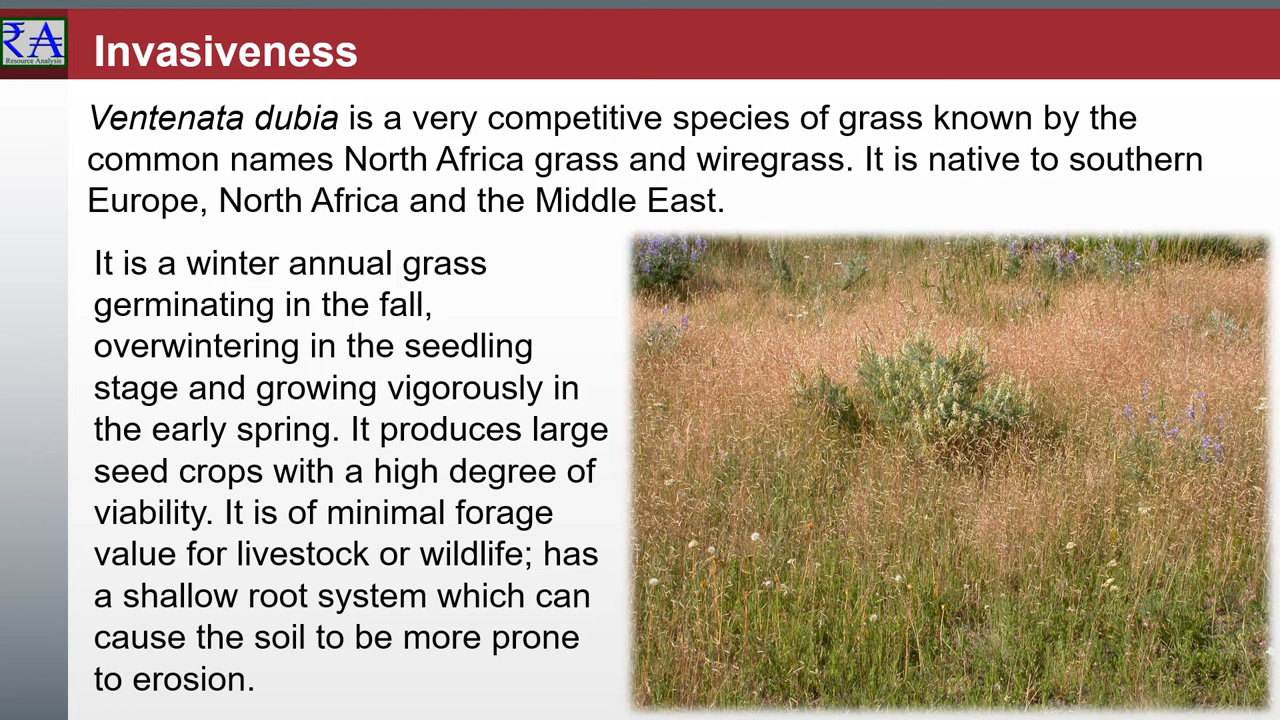 ₹A
Resource Analysis
Invasiveness
Ventenata dubia is a very competitive species of grass known by the
common names North Africa grass and wiregrass. It is native to southern
Europe, North Africa and the Middle East.
It is a winter annual grass
germinating in the fall,
overwintering in the seedling
stage and growing vigorously in
the early spring. It produces large
seed crops with a high degree of
viability. It is of minimal forage
value for livestock or wildlife; has
a shallow root system which can
cause the soil to be more prone
to erosion.